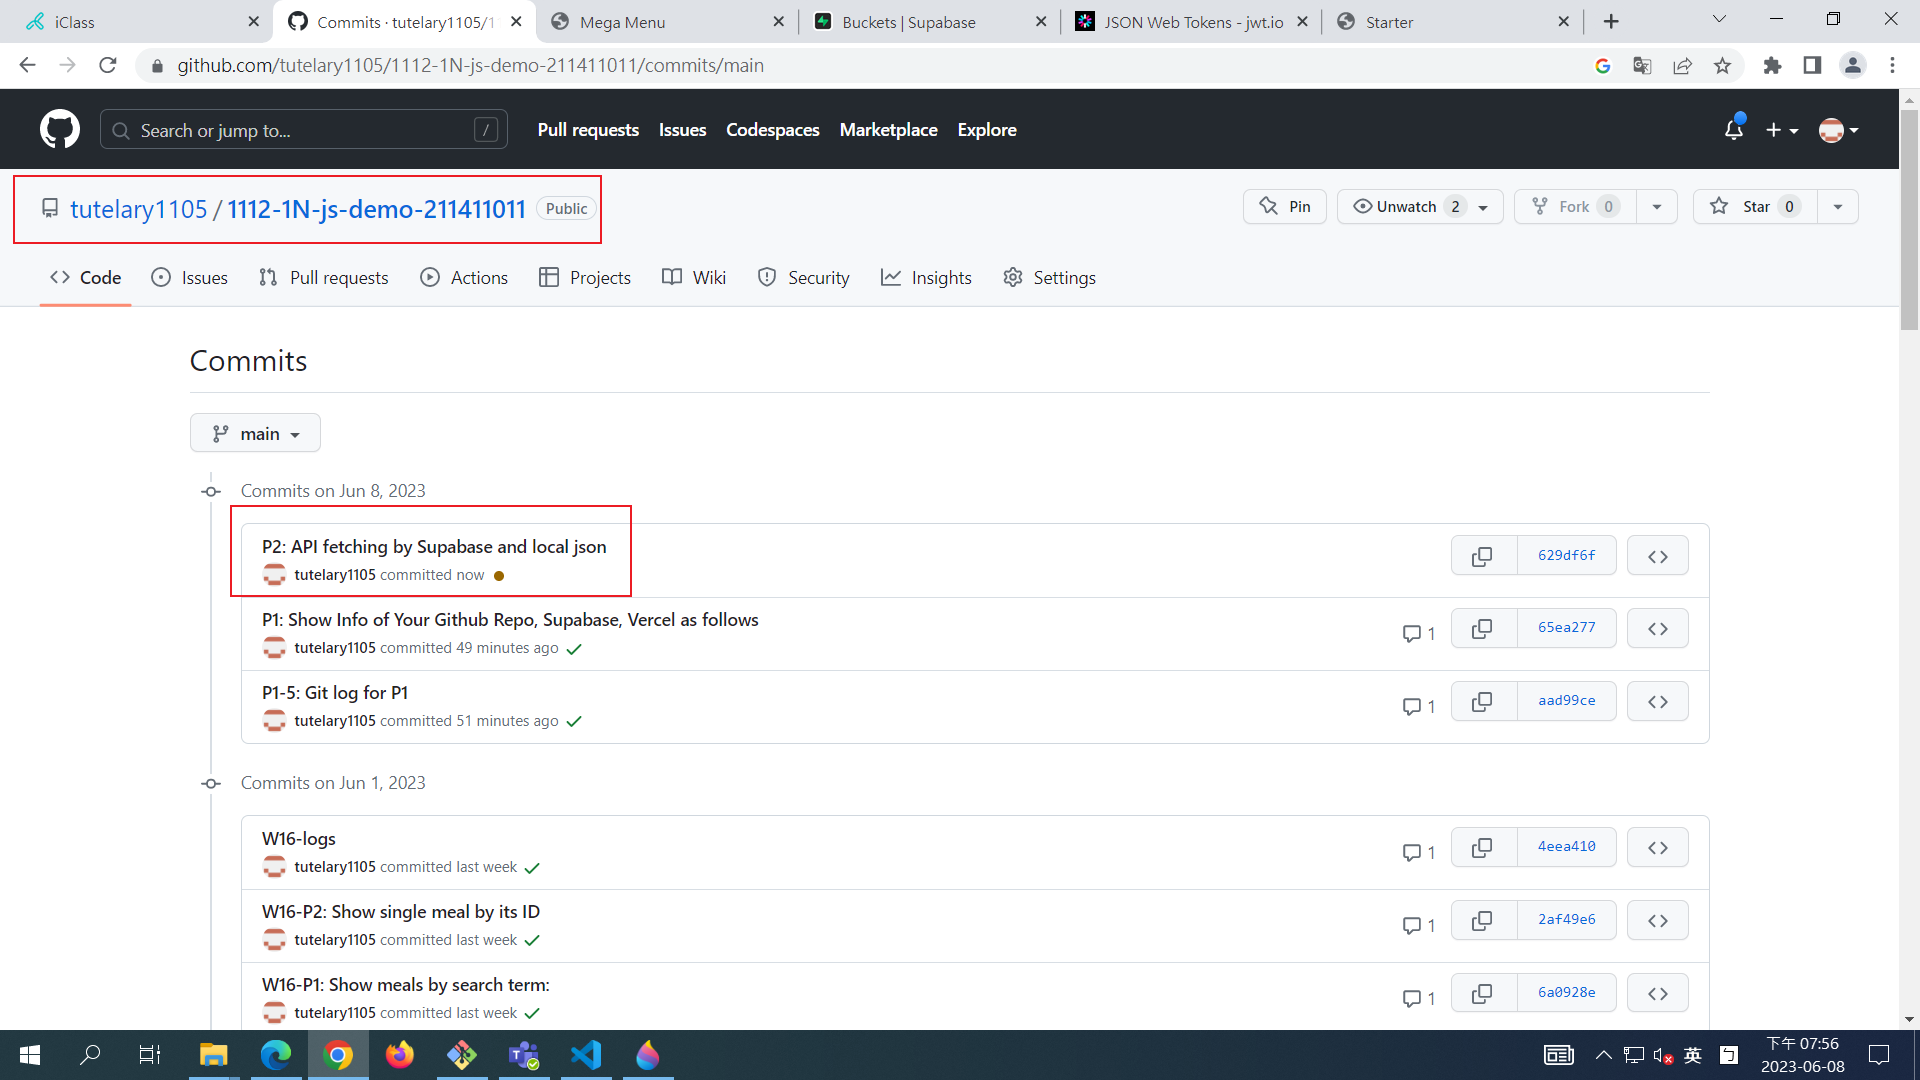 iClass
Commits · tutelary1105/1
Mega Menu
Buckets | Supabase
JSON Web Tokens - jwt.io
Starter
github.com/tutelary1105/1112-1N-js-demo-211411011/commits/main
Search or jump to...
/
Pull requests
Issues
Codespaces
Marketplace
Explore
tutelary1105 / 1112-1N-js-demo-211411011
Public
Pin
Unwatch 2
Fork 0
Star 0
Code
Issues
Pull requests
Actions
Projects
Wiki
Security
Insights
Settings
Commits
main
Commits on Jun 8, 2023
P2: API fetching by Supabase and local json
tutelary1105 committed now
629df6f
P1: Show Info of Your Github Repo, Supabase, Vercel as follows
tutelary1105 committed 49 minutes ago
1
65ea277
P1-5: Git log for P1
tutelary1105 committed 51 minutes ago
1
aad99ce
Commits on Jun 1, 2023
W16-logs
tutelary1105 committed last week
1
4eea410
W16-P2: Show single meal by its ID
tutelary1105 committed last week
1
2af49e6
W16-P1: Show meals by search term:
tutelary1105 committed last week
1
6a0928e
英
ㄅ
下午 07:56
2023-06-08